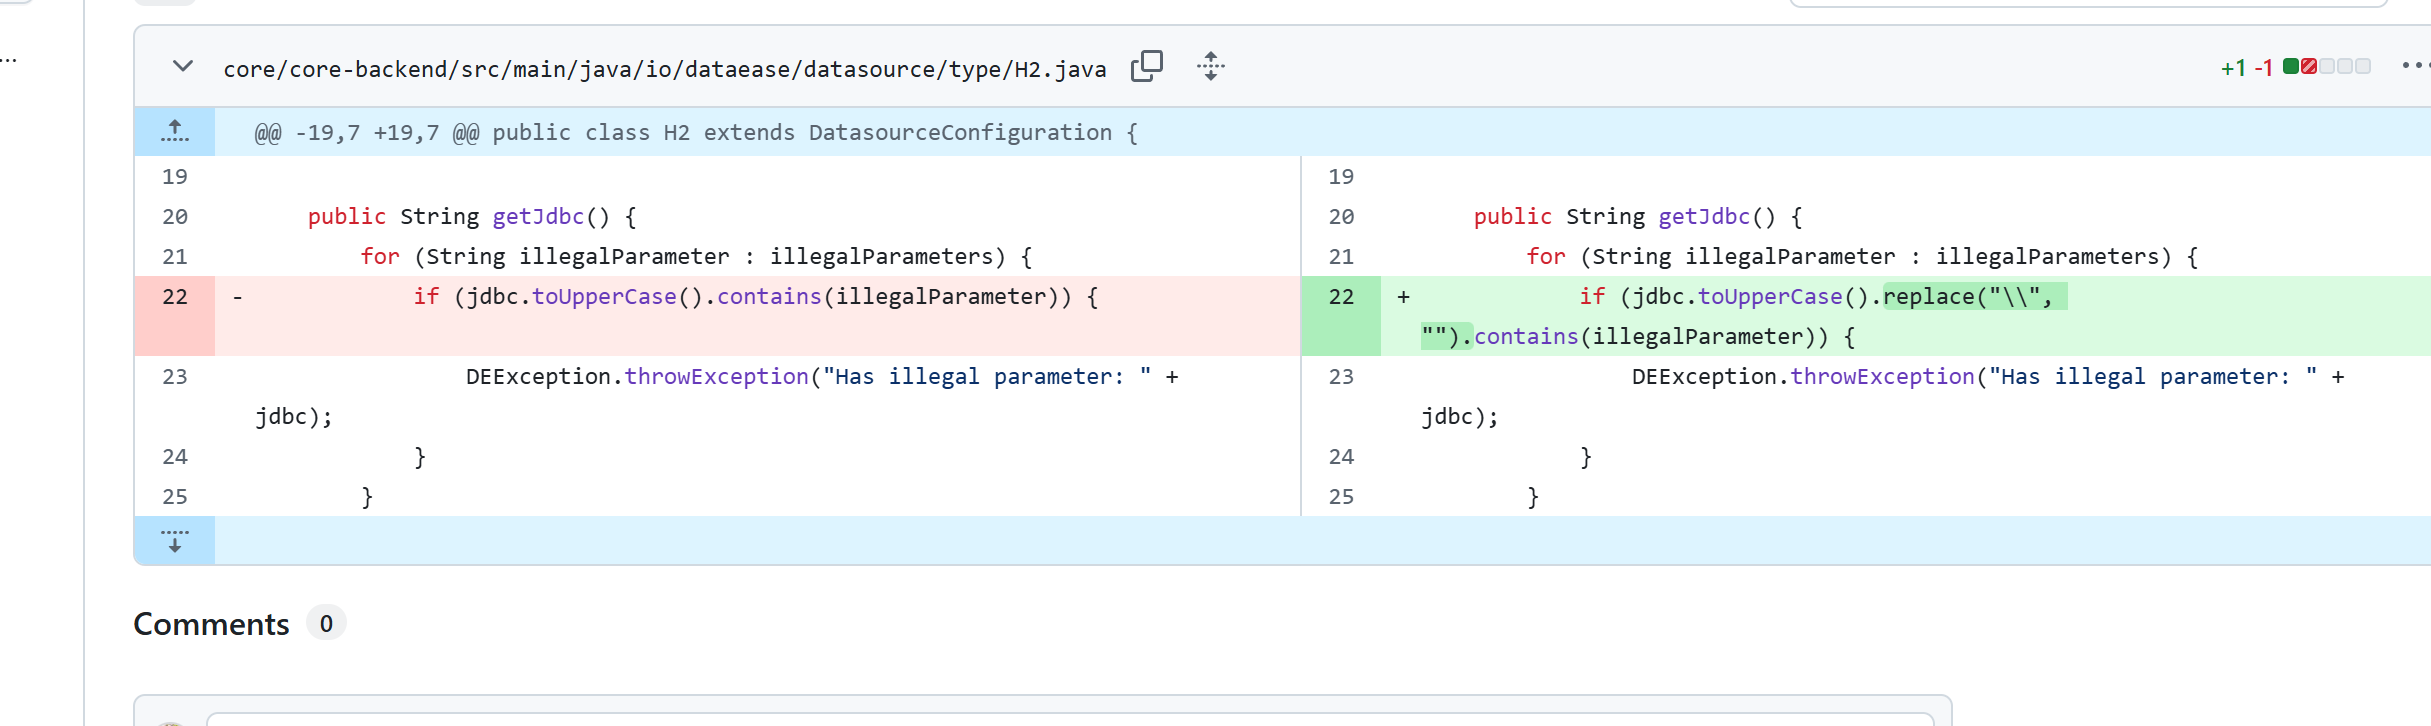 ...
core/core-backend/src/main/java/io/dataease/datasource/type/H2.java
+1 -1
@@ -19,7 +19,7 @@ public class H2 extends DatasourceConfiguration {
19
20 public String getJdbc() {
21 for (String illegalParameter : illegalParameters) {
22 - if (jdbc.toUpperCase().contains(illegalParameter)) {
23 DEException.throwException("Has illegal parameter: " +
jdbc);
24 }
25 }
19
20 public String getJdbc() {
21 for (String illegalParameter : illegalParameters) {
22 + if (jdbc.toUpperCase().replace("\\",
"").contains(illegalParameter)) {
23 DEException.throwException("Has illegal parameter: " +
jdbc);
24 }
25 }
Comments 0